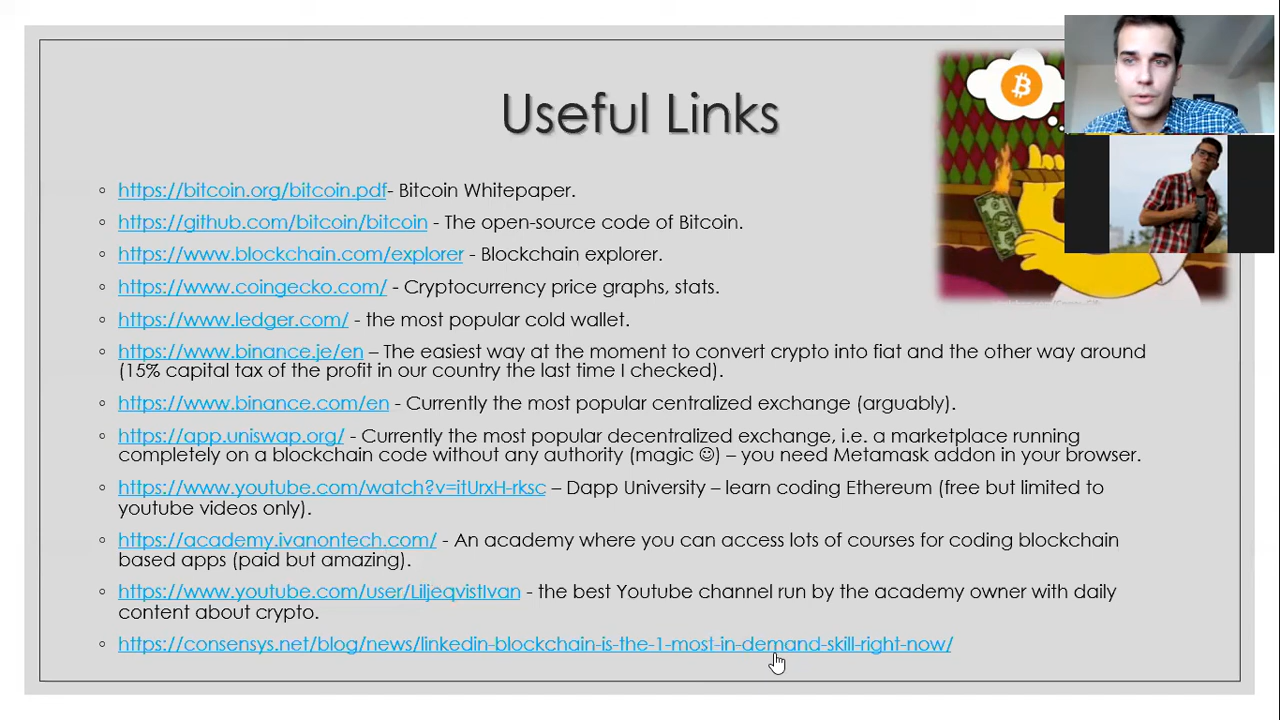 Useful Links
https://bitcoin.org/bitcoin.pdf- Bitcoin Whitepaper.
https://github.com/bitcoin/bitcoin - The open-source code of Bitcoin.
https://www.blockchain.com/explorer - Blockchain explorer.
https://www.coingecko.com/ - Cryptocurrency price graphs, stats.
https://www.ledger.com/ - the most popular cold wallet.
https://www.binance.je/en – The easiest way at the moment to convert crypto into fiat and the other way around
(15% capital tax of the profit in our country the last time I checked).
https://www.binance.com/en - Currently the most popular centralized exchange (arguably).
https://app.uniswap.org/ - Currently the most popular decentralized exchange, i.e. a marketplace running
completely on a blockchain code without any authority (magic ☺) – you need Metamask addon in your browser.
https://www.youtube.com/watch?v=itUrxH-rksc – Dapp University – learn coding Ethereum (free but limited to
youtube videos only).
https://academy.ivanontech.com/ - An academy where you can access lots of courses for coding blockchain
based apps (paid but amazing).
https://www.youtube.com/user/LiljeqvistIvan - the best Youtube channel run by the academy owner with daily
content about crypto.
https://consensys.net/blog/news/linkedin-blockchain-is-the-1-most-in-demand-skill-right-now/